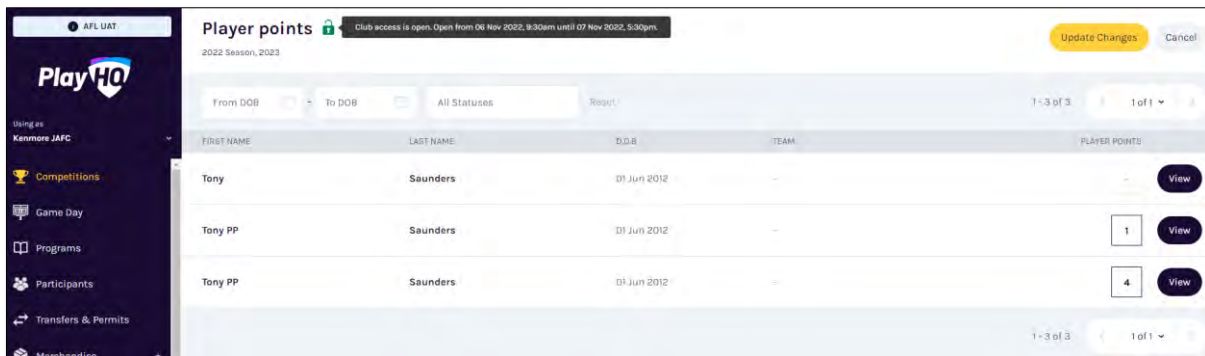 AFL UAT
PlayHQ
Using as
Kenmore JAFC
Competitions
Game Day
Programs
Participants
Transfers & Permits
Merchandise +
Player points
Club access is open. Open from 06 Nov 2022, 9:30am until 07 Nov 2022, 5:30pm.
2022 Season, 2023
Update Changes Cancel
From DOB - To DOB All Statuses Reset
1 - 3 of 3 1 of 1
FIRST NAME LAST NAME D.O.B TEAM PLAYER POINTS
Tony Saunders 01 Jun 2012 - - View
Tony PP Saunders 01 Jun 2012 - 1 View
Tony PP Saunders 01 Jun 2012 - 4 View
1 - 3 of 3 1 of 1